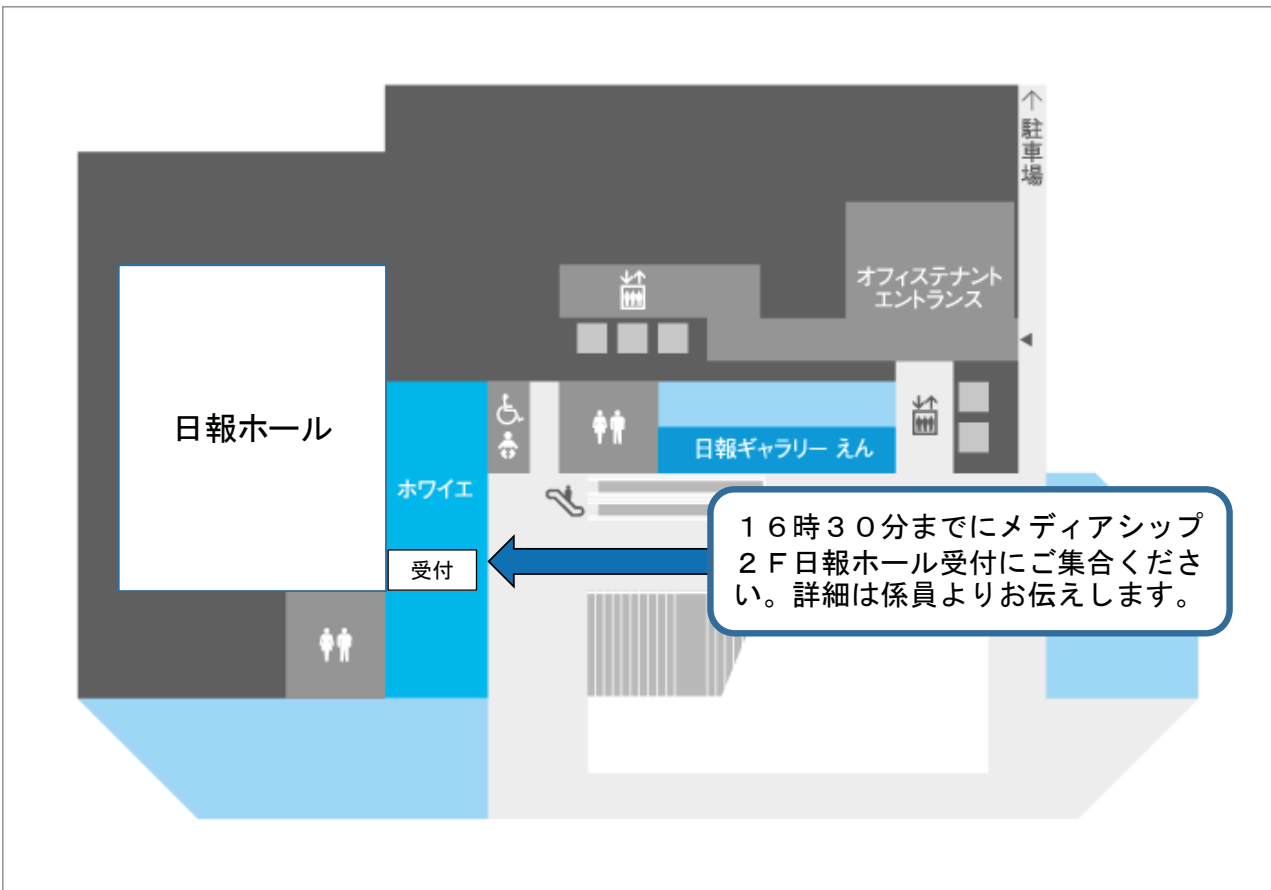 ↑駐車場
オフィステナント
エントランス
日報ホール
日報ギャラリー えん
ホワイエ
受付
１６時３０分までにメディアシップ
２Ｆ日報ホール受付にご集合くださ
い。詳細は係員よりお伝えします。